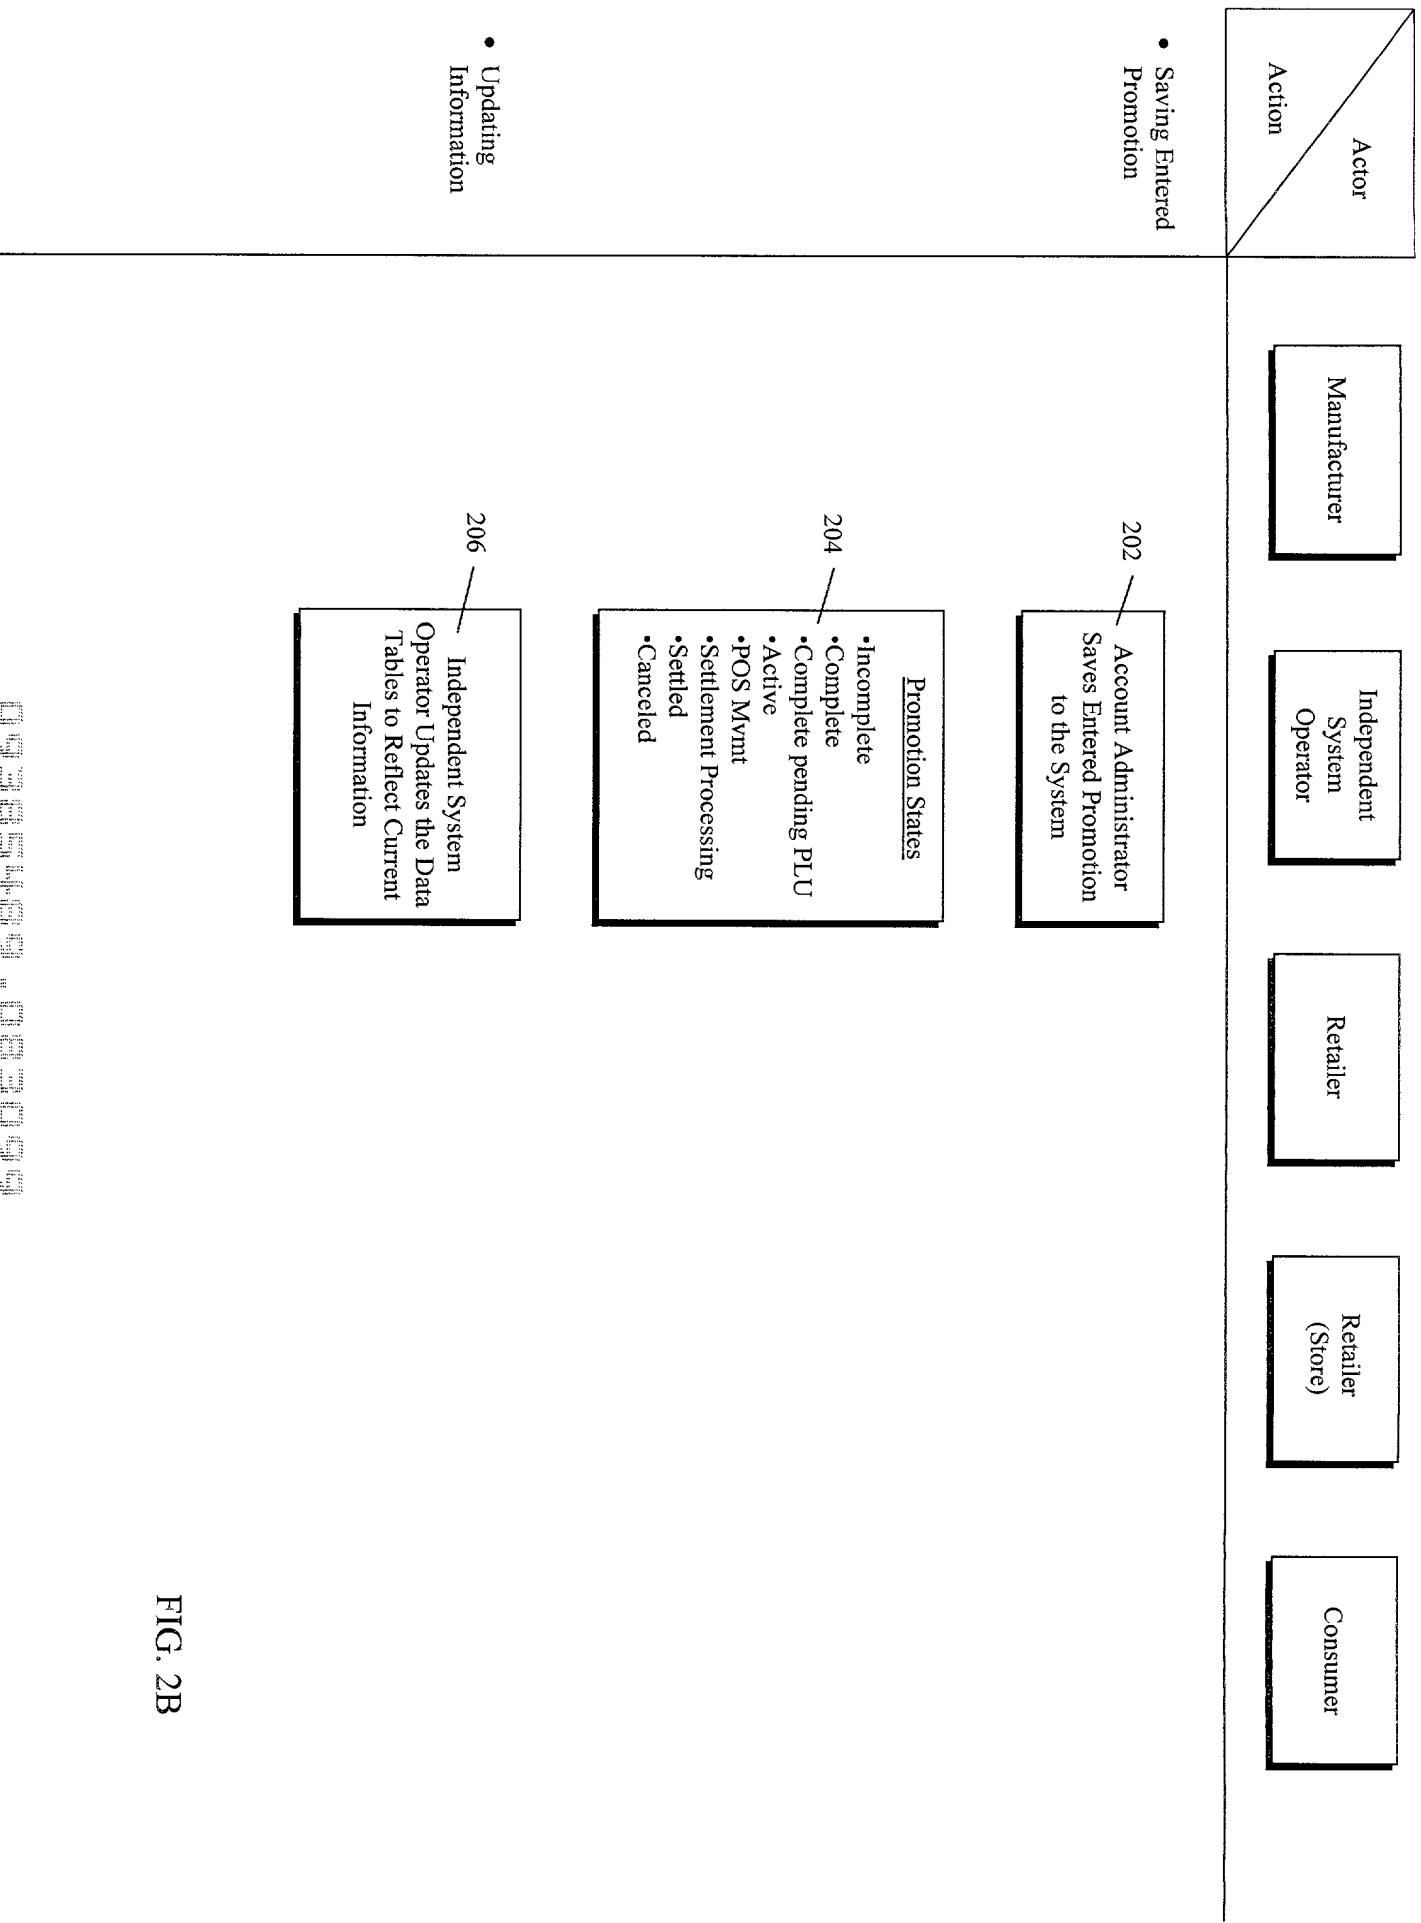 Actor
Action
Manufacturer
Independent
System
Operator
Retailer
Retailer
(Store)
Consumer
• Saving Entered
Promotion
202
Account Administrator
Saves Entered Promotion
to the System
204
Promotion States
•Incomplete
•Complete
•Complete pending PLU
•Active
•POS Mvmt
•Settlement Processing
•Settled
•Canceled
• Updating
Information
206
Independent System
Operator Updates the Data
Tables to Reflect Current
Information
FIG. 2B